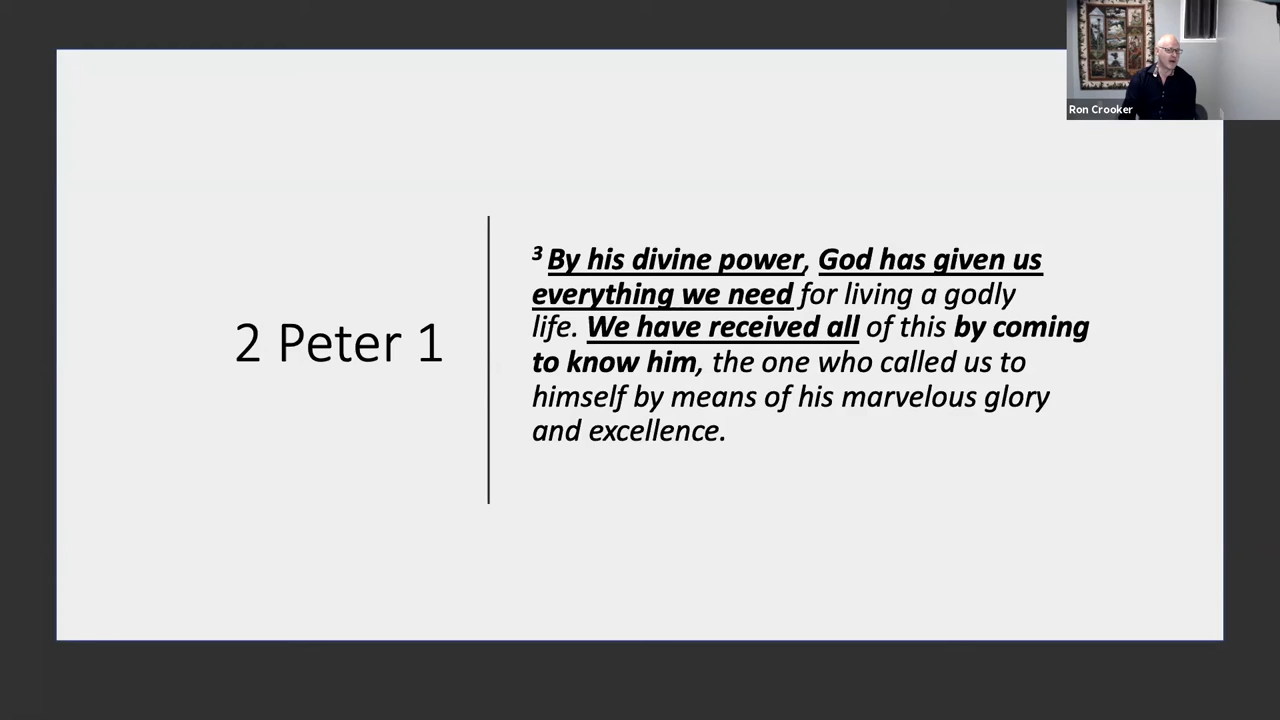 Ron Crooker
2 Peter 1
3 By his divine power, God has given us
everything we need for living a godly
life. We have received all of this by coming
to know him, the one who called us to
himself by means of his marvelous glory
and excellence.